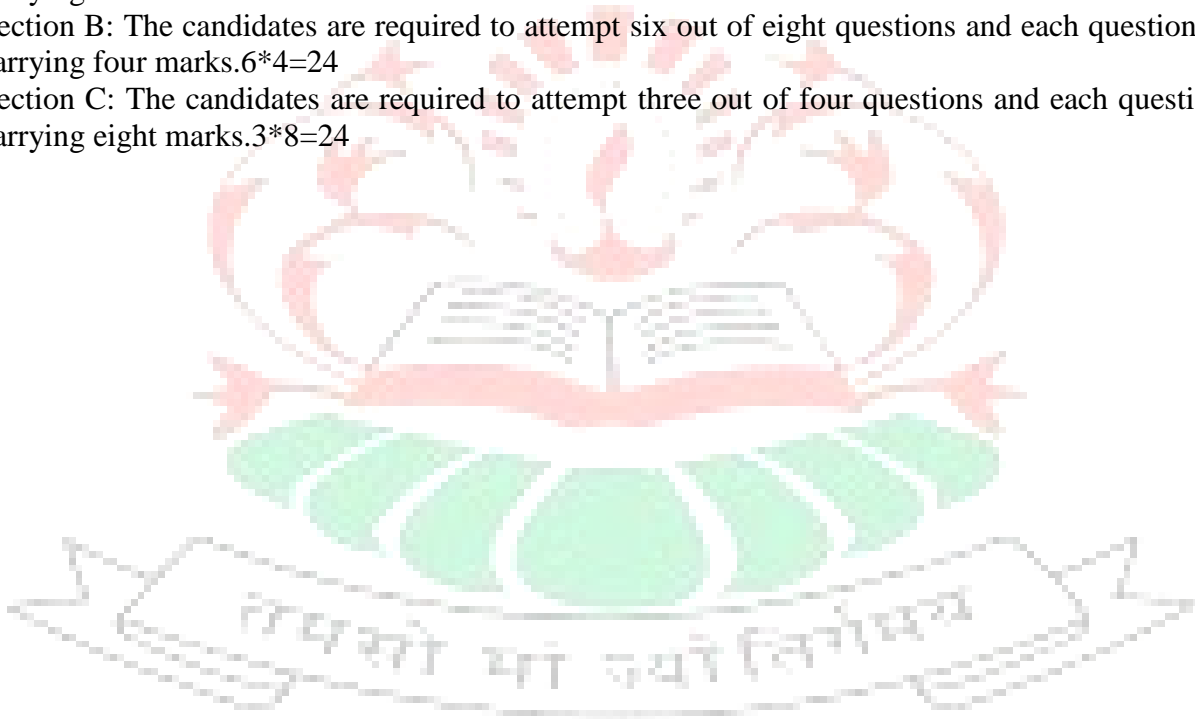 ection B: The candidates are required to attempt six out of eight questions and each question
arrying four marks.6*4=24
ection C: The candidates are required to attempt three out of four questions and each questi
arrying eight marks.3*8=24